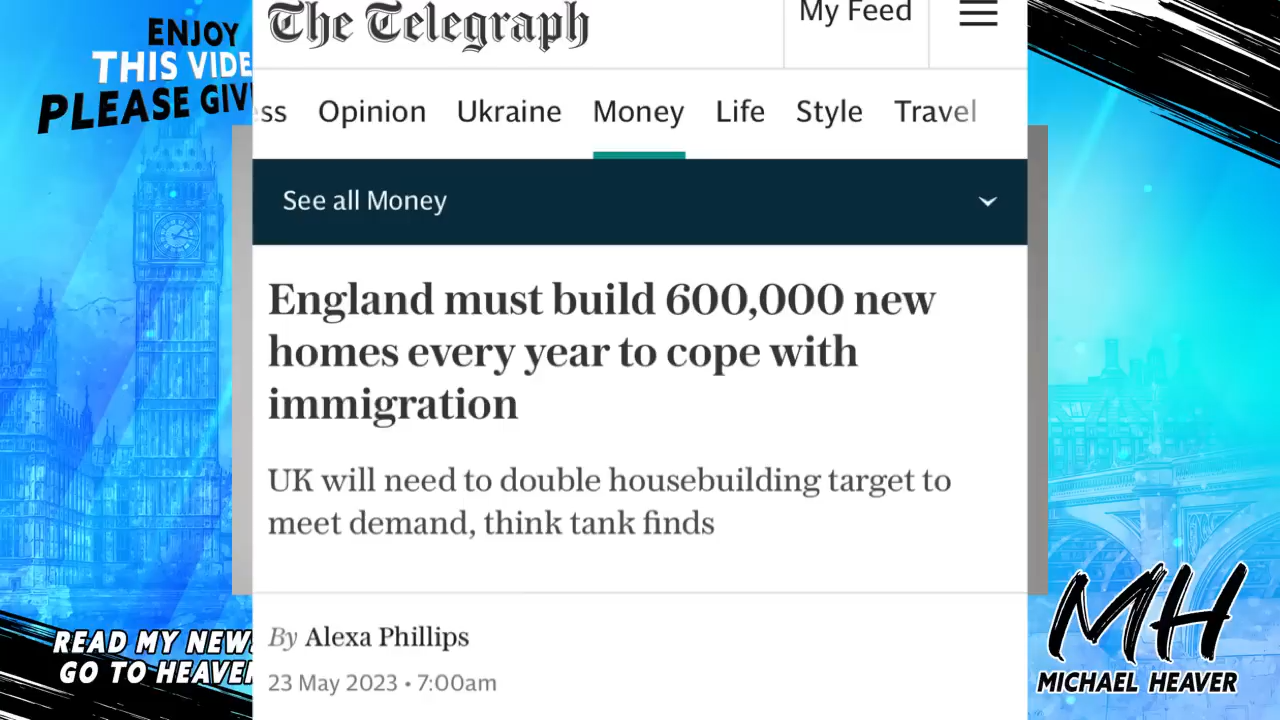 ENJOY
THIS VIDE
PLEASE GIV
The Telegraph
My Feed
ss Opinion Ukraine Money Life Style Travel
See all Money
England must build 600,000 new
homes every year to cope with
immigration
UK will need to double housebuilding target to
meet demand, think tank finds
By Alexa Phillips
23 May 2023 • 7:00am
READ MY NEW
GO TO HEAVE
MH
MICHAEL HEAVER